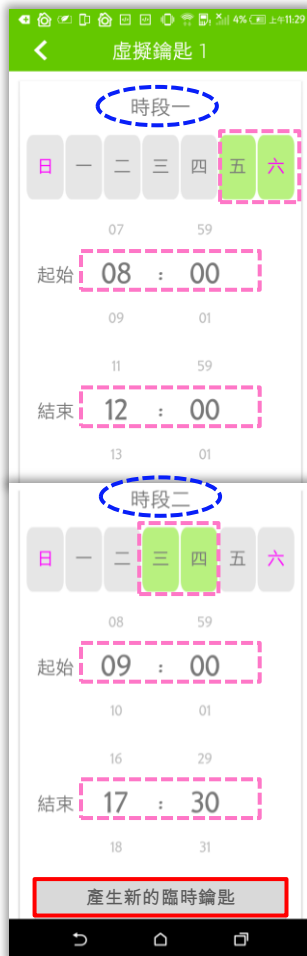 4% 上午11:29
虛擬鑰匙 1
時段一
日 一 二 三 四 五 六
07 59
起始 08 : 00
09 01
11 59
結束 12 : 00
13 01
時段二
日 一 二 三 四 五 六
08 59
起始 09 : 00
10 01
16 29
結束 17 : 30
18 31
產生新的臨時鑰匙